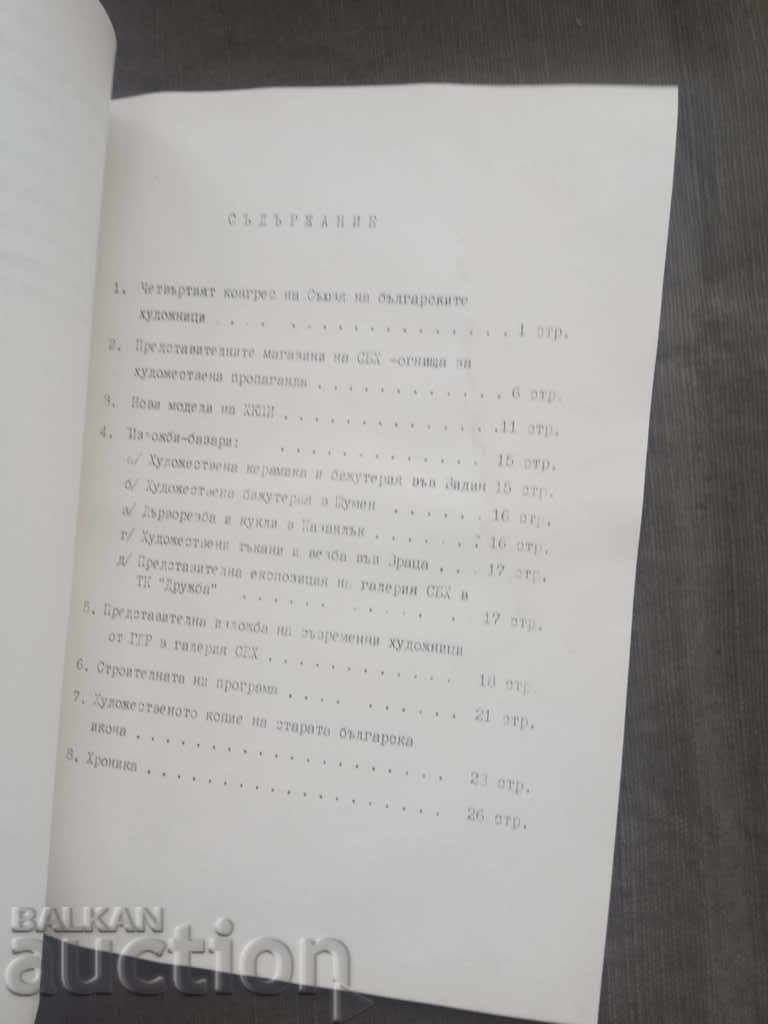 СЪДЪРЖАНИЕ
1. Четвъртият конгрес на Съюза на българските
художници . . . . . . . . . . . . . . . . 1 стр.
2. Представителните магазини на СБХ -огнища за
художествена пропаганда . . . . . . . . . . . 6 стр.
3. Нови модели на . . . . . . . . . . . . 11 стр.
4. Изложби-базари: . . . . . . . . . . . . 15 стр.
а/ Художествена керамика и бижутерия във Видин 15 стр.
б/ Художествена бижутерия в Шумен . . . . . . 16 стр.
в/ Дърворезба и кукли в Казанлък . . . . . . . 16 стр.
г/ Художествени тъкани и везба във Враца . . . 17 стр.
д/ Представителна експозиция на галерия СБХ в
ТК "Дружба" . . . . . . . . . . 17 стр.
5. Представителна изложба на съвременни художници
от ГДР в галерия СБХ . . . . . . . . . . . 18 стр.
6. Строителната ни програма . . . . . . . . . . 21 стр.
7. Художественото копие на старата българска
икона . . . . . . . . . . . . . . . . . . 23 стр.
8. Хроника . . . . . . . . . . . . . . . . . 26 стр.
BALKAN
auction